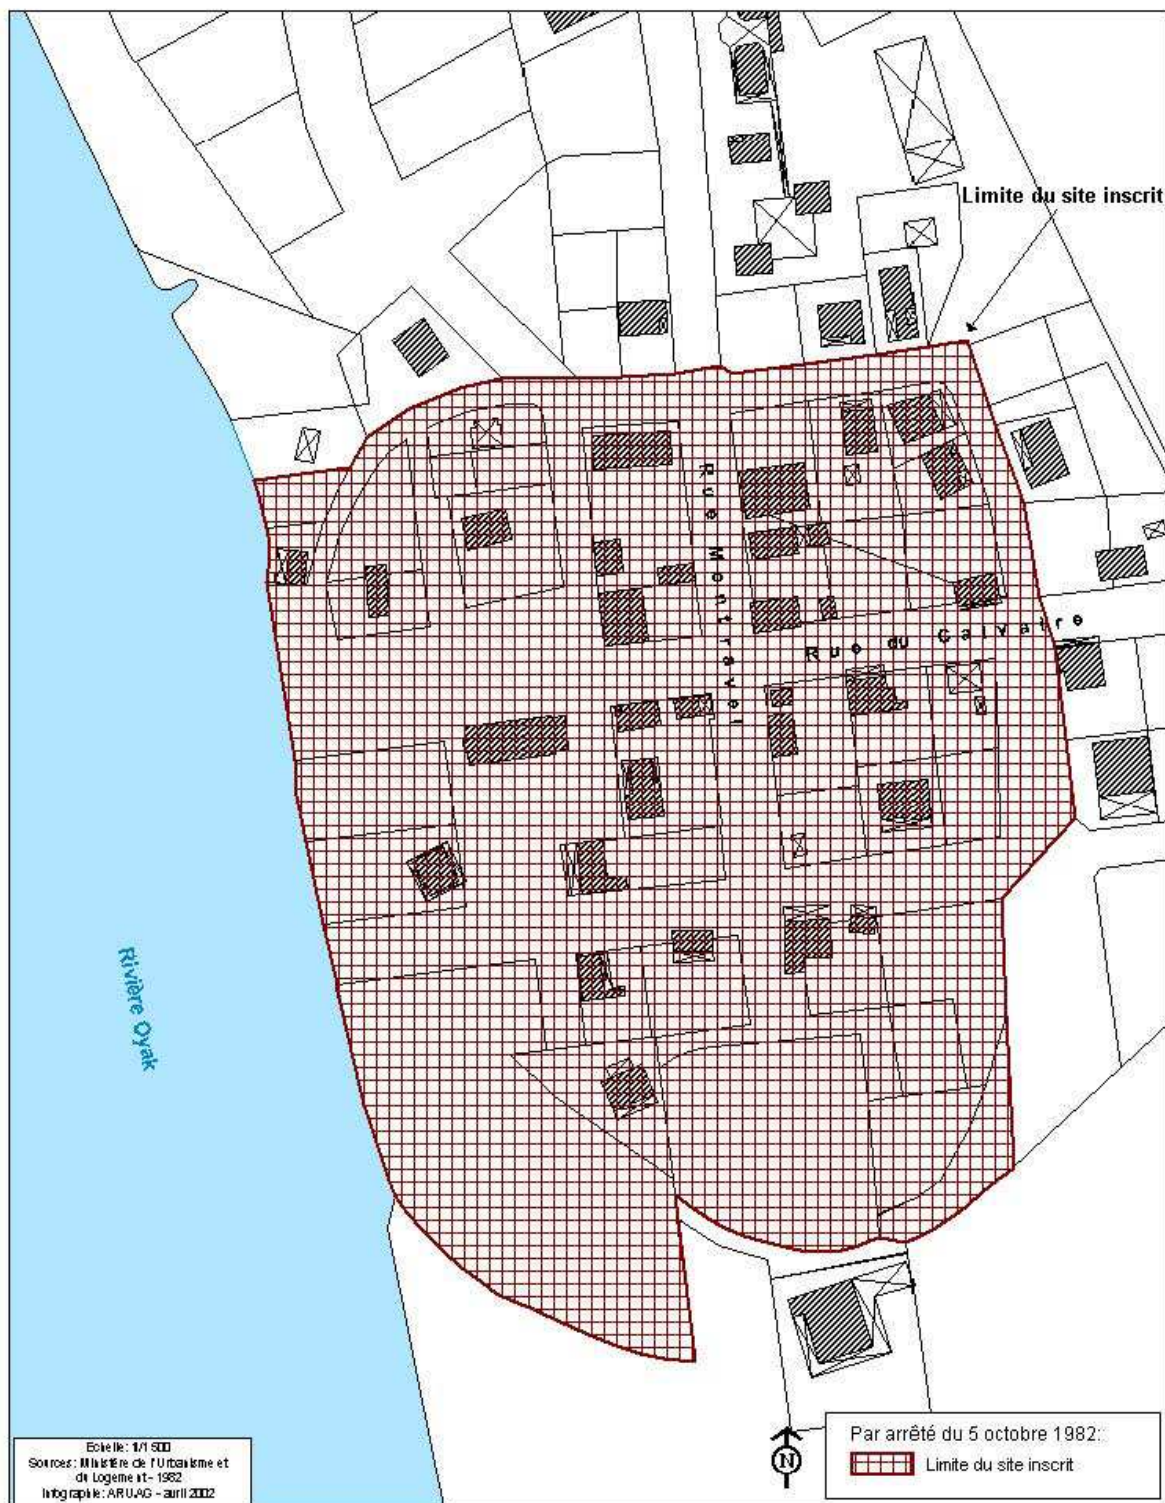 Limite du site inscrit
Rue Montravel
Rue du Calvaire
Rivière Oyak
Echelle: 1/1 500
Sources: Ministère de l'Urbanisme et
du Logement - 1982
Infographie: ARUAG - avril 2002
N
Par arrêté du 5 octobre 1982:
Limite du site inscrit